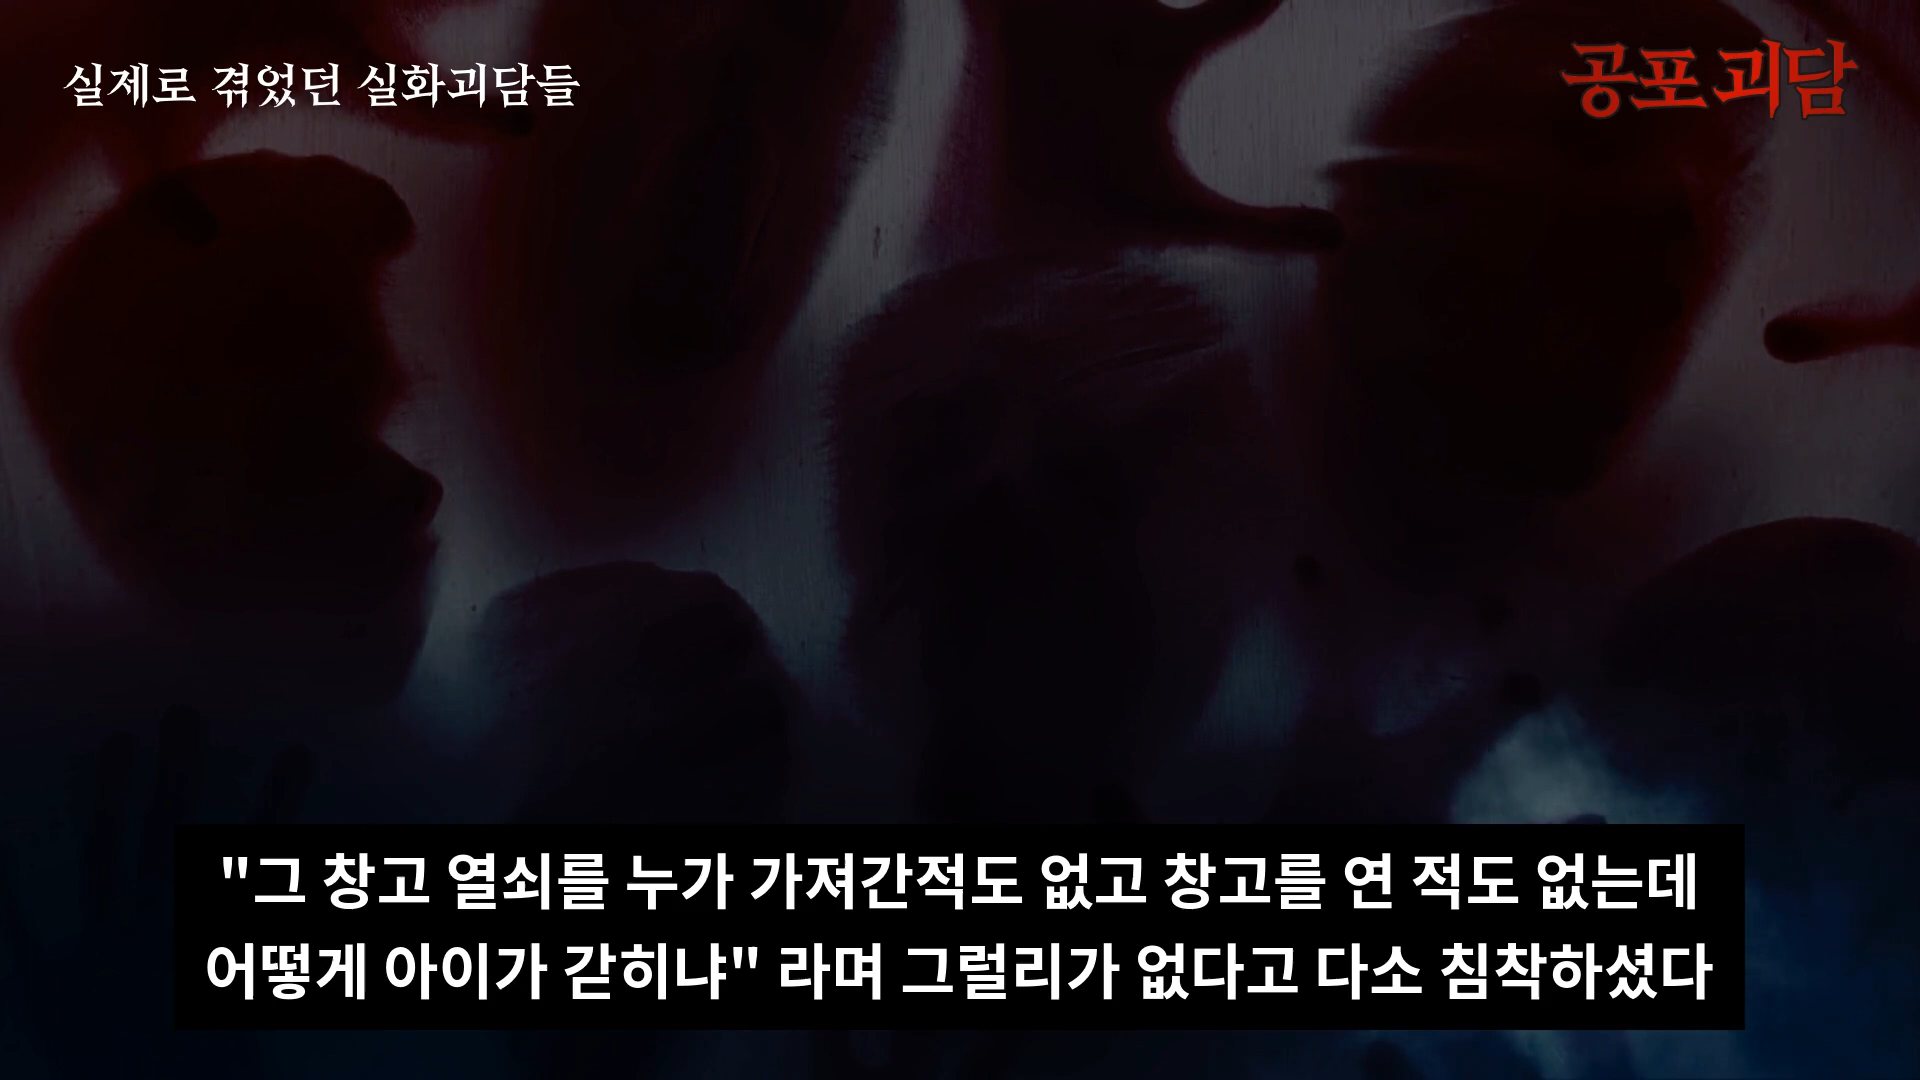 실제로 겪었던 실화괴담들
공포괴담
"그 창고 열쇠를 누가 가져간적도 없고 창고를 연 적도 없는데
어떻게 아이가 갇히냐" 라며 그럴리가 없다고 다소 침착하셨다